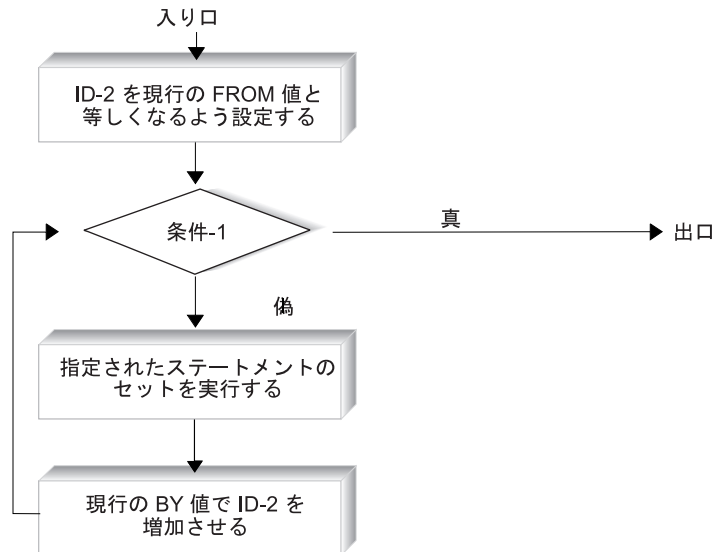 入り口
ID-2 を現行の FROM 値と
等しくなるよう設定する
条件-1
真
出口
偽
指定されたステートメントの
セットを実行する
現行の BY 値で ID-2 を
増加させる